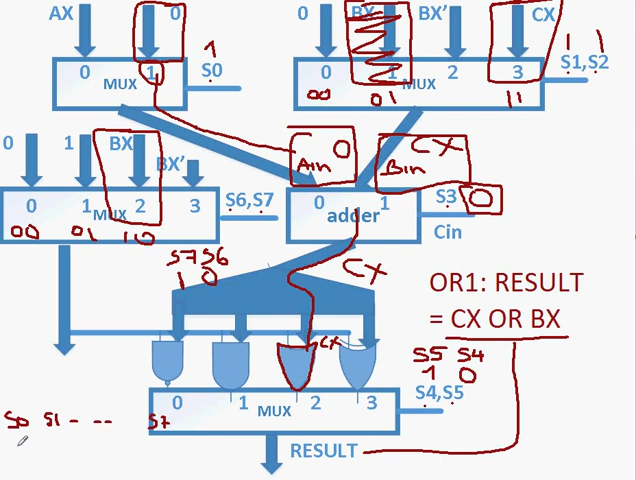 AX 0 0 BX BX' CX
1
0 1 S0 0 1 2 3 S1,S2
MUX MUX
1 1
00 01 11
0 1 BX BX'
Ain 0 Bin CX
0 1 2 3 S6,S7 0 1 S3 0
MUX adder
00 01 10 Cin
S7 S6 CX
1 0
OR1: RESULT
= CX OR BX
CX
S5 S4
1 0
0 1 2 3 S4,S5
MUX
S0 S1 - -- S7
RESULT